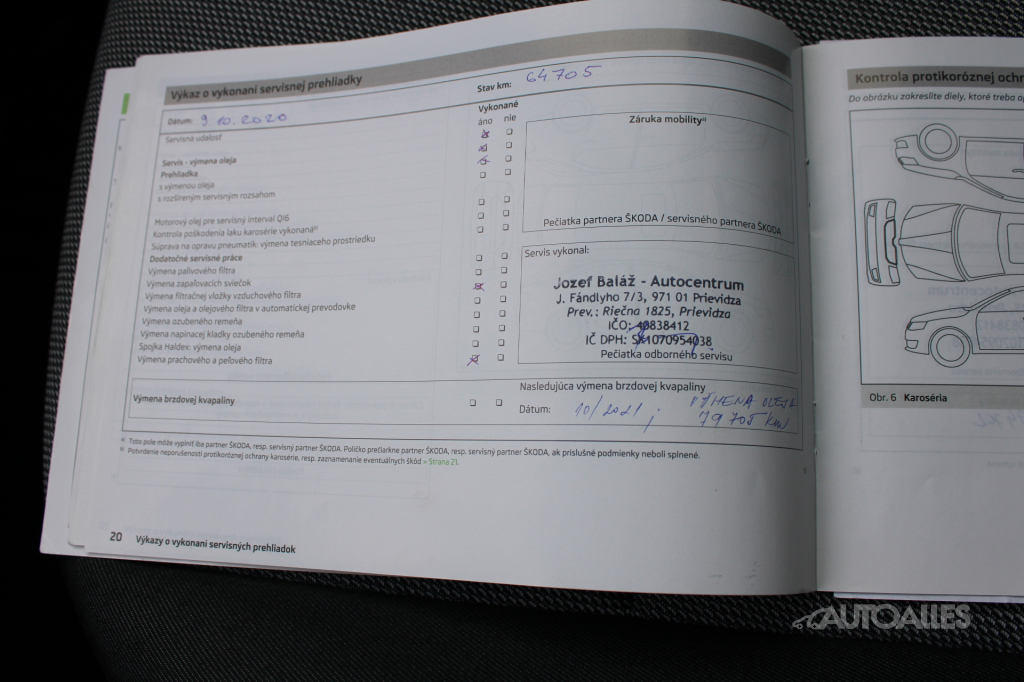 Výkaz o vykonaní servisnej prehliadky
Dátum: 9.10.2020
Stav km: 64.705
Servisná udalosť
Vykonané
áno nie
Servis - výmena oleja
Prehliadka
s výmenou oleja
s rozšíreným servisným rozsahom
Motorový olej pre servisný interval QI6
Kontrola poškodenia laku karosérie vykonaná b)
Súprava na opravu pneumatík: výmena tesniaceho prostriedku
Dodatočné servisné práce
Výmena palivového filtra
Výmena zapaľovacích sviečok
Výmena filtračnej vložky vzduchového filtra
Výmena oleja a olejového filtra v automatickej prevodovke
Výmena ozubeného remeňa
Výmena napínacej kladky ozubeného remeňa
Spojka Haldex: výmena oleja
Výmena prachového a peľového filtra
Záruka mobility a)
Pečiatka partnera ŠKODA / servisného partnera ŠKODA
Servis vykonal:
Jozef Baláž - Autocentrum
J. Fándlyho 7/3, 971 01 Prievidza
Prev.: Riečna 1825, Prievidza
IČO: 40838412
IČ DPH: SK1070954038
Pečiatka odborného servisu
Výmena brzdovej kvapaliny
Nasledujúca výmena brzdovej kvapaliny
Dátum: 10/2021; VÝMENA OLEJA
79 705 km
a) Toto pole môže vyplniť iba partner ŠKODA, resp. servisný partner ŠKODA. Políčko prečiarkne partner ŠKODA, resp. servisný partner ŠKODA, ak príslušné podmienky neboli splnené.
b) Potvrdenie neporušenosti protikoróznej ochrany karosérie, resp. zaznamenanie eventuálnych škôd » Strana 21.
20 Výkazy o vykonaní servisných prehliadok
Kontrola protikoróznej ochr
Do obrázku zakreslite diely, ktoré treba o
Obr. 6 Karoséria
AUTOALLES